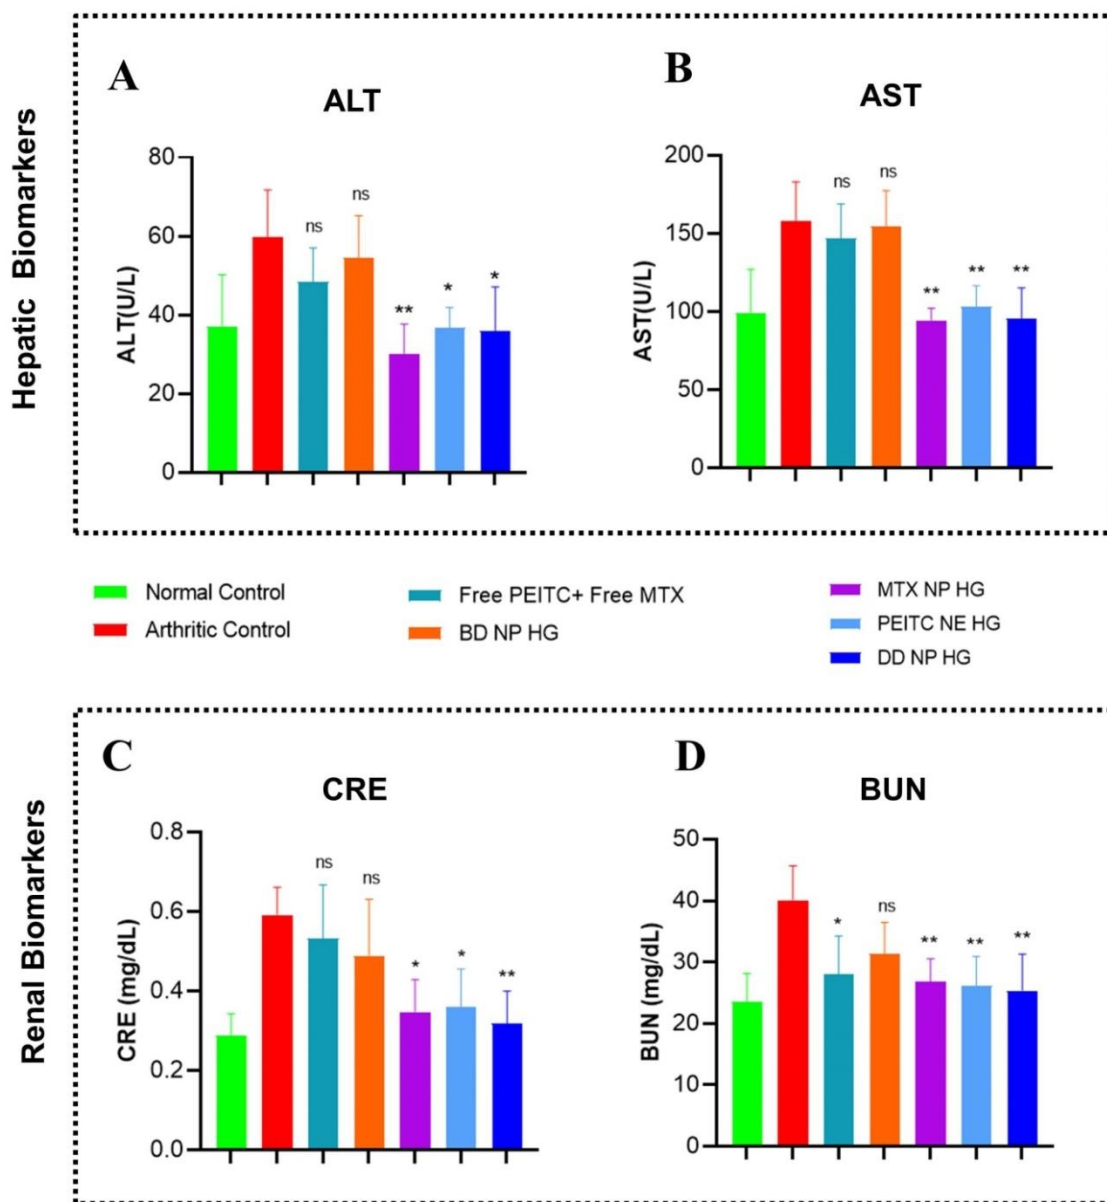 Hepatic Biomarkers
A
ALT
ALT(U/L)
80
60
40
20
0
ns
ns
**
*
*
B
AST
AST(U/L)
200
150
100
50
0
ns
ns
**
**
**
Normal Control
Arthritic Control
Free PEITC+ Free MTX
BD NP HG
MTX NP HG
PEITC NE HG
DD NP HG
Renal Biomarkers
C
CRE
CRE (mg/dL)
0.8
0.6
0.4
0.2
0.0
ns
ns
*
*
**
D
BUN
BUN (mg/dL)
50
40
30
20
10
0
*
ns
**
**
**